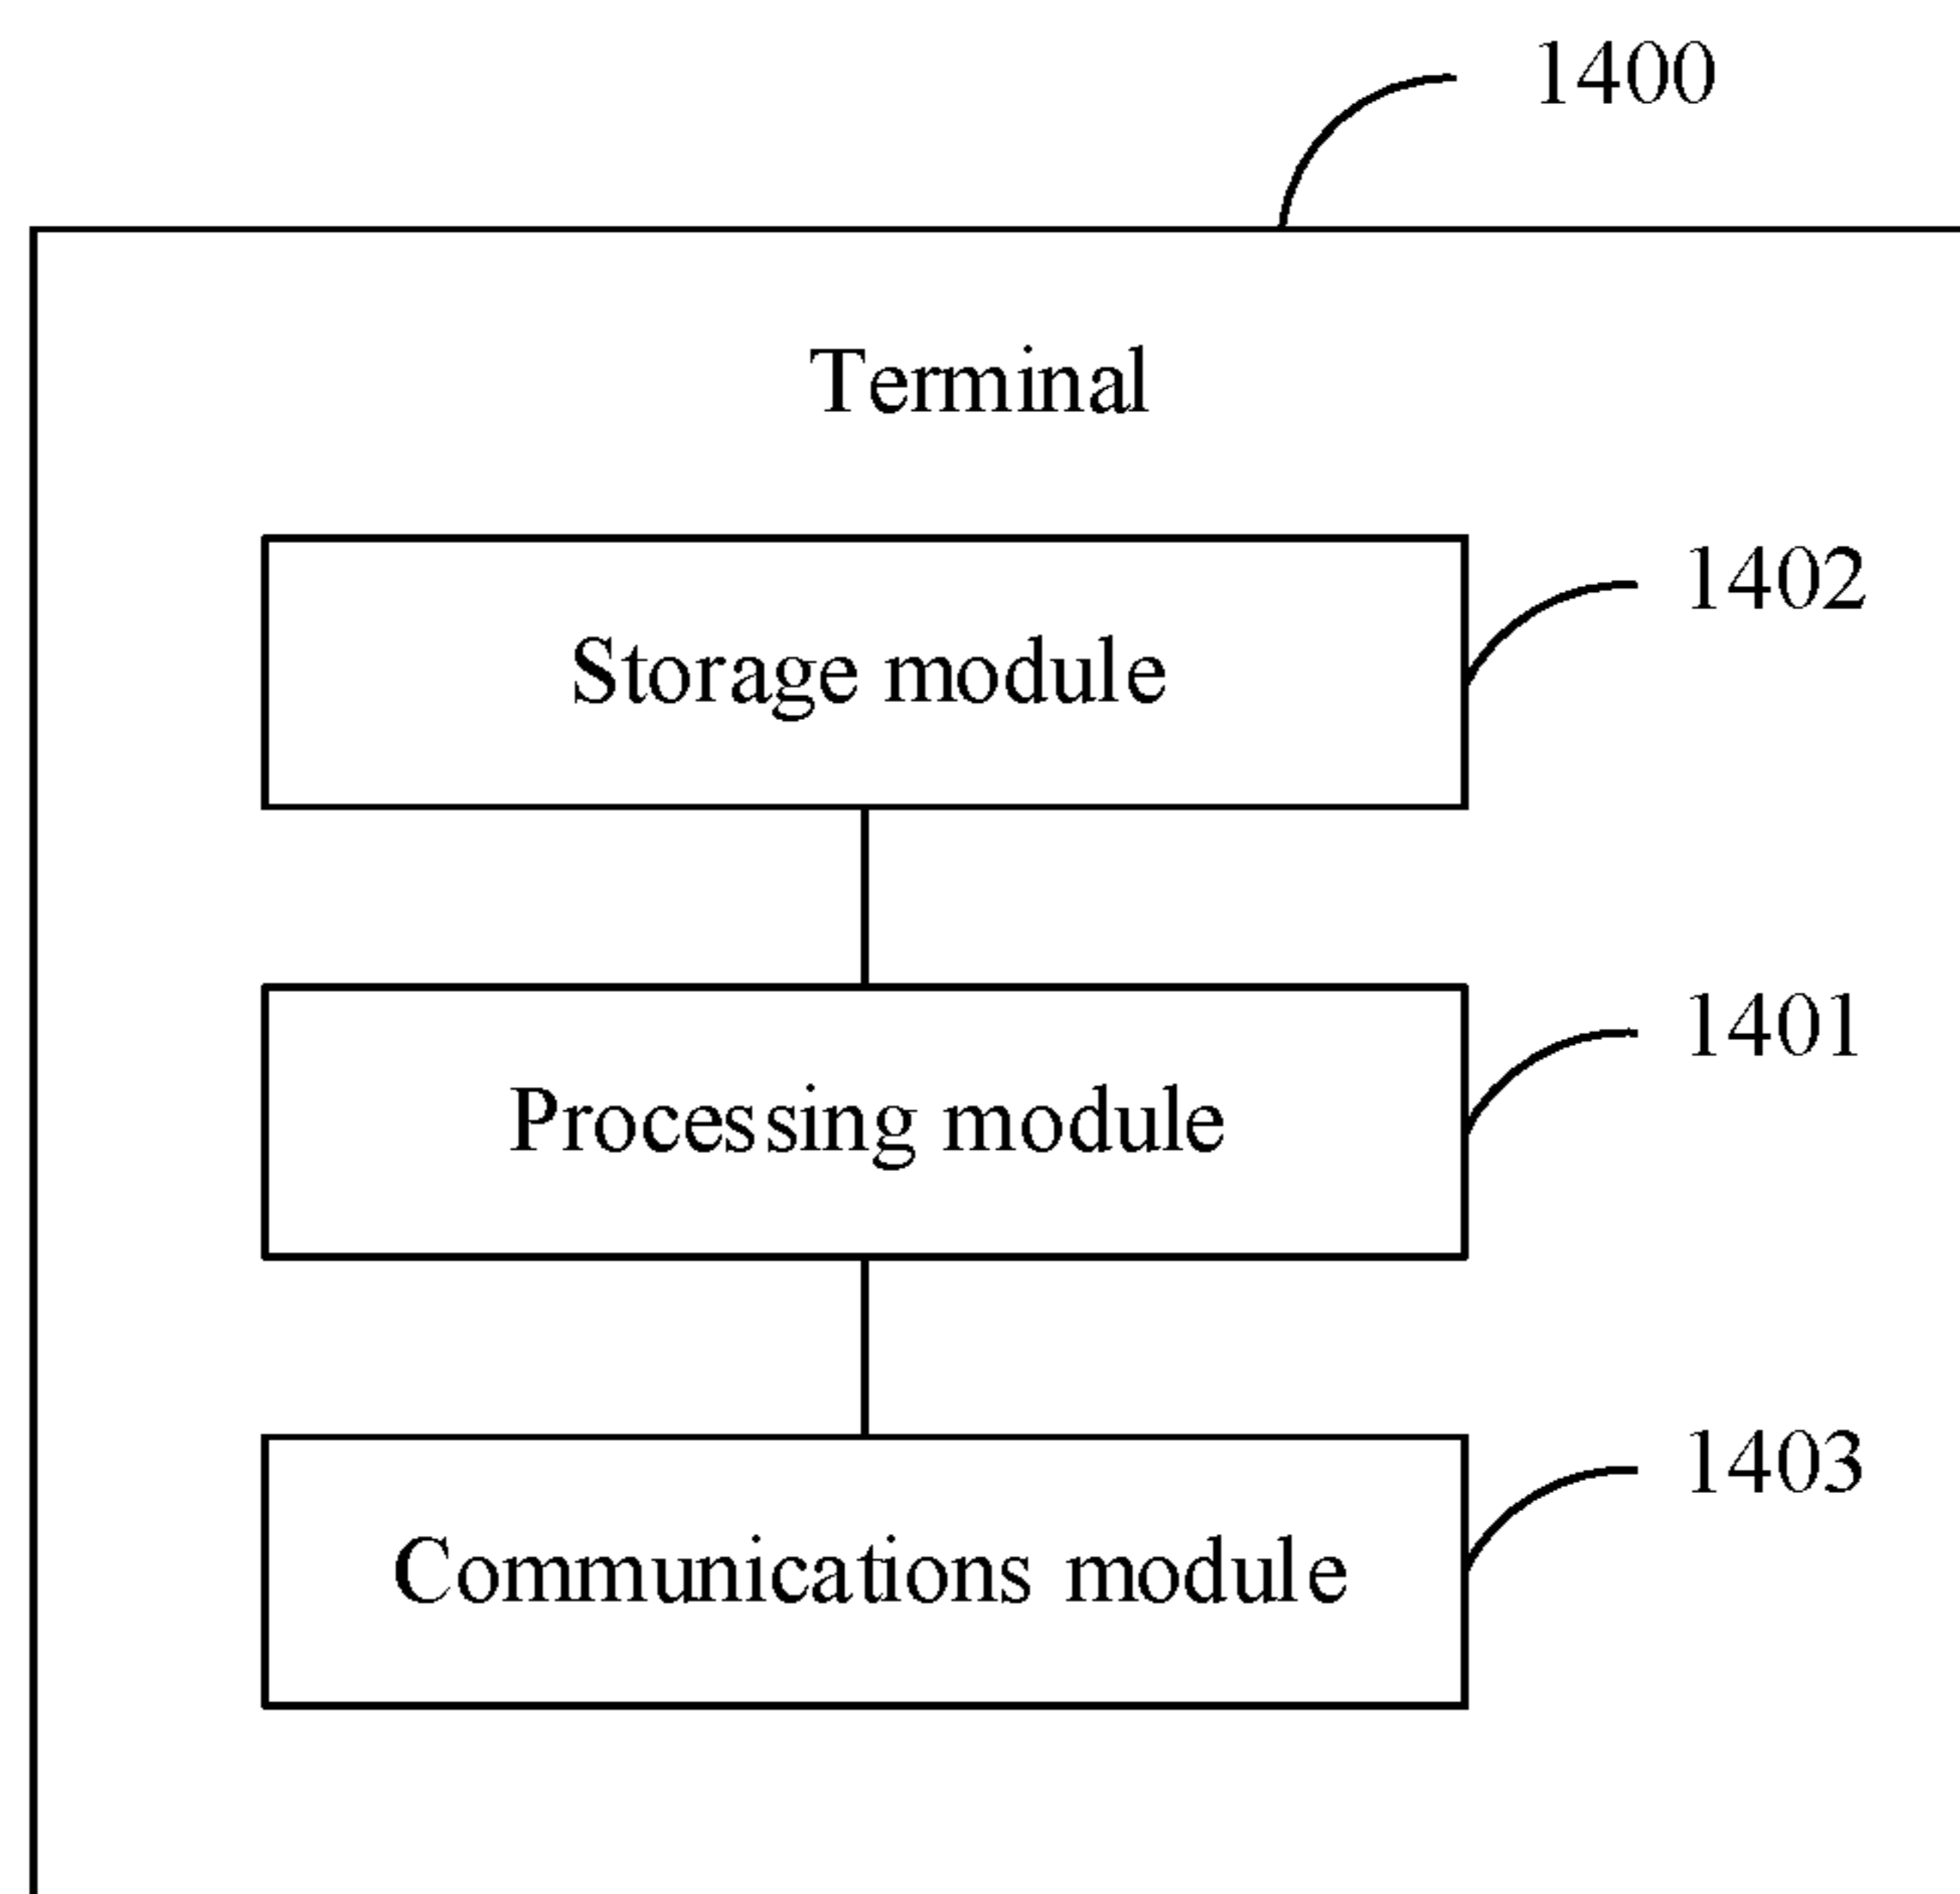 1400
Terminal
1402
Storage module
1401
Processing module
1403
Communications module